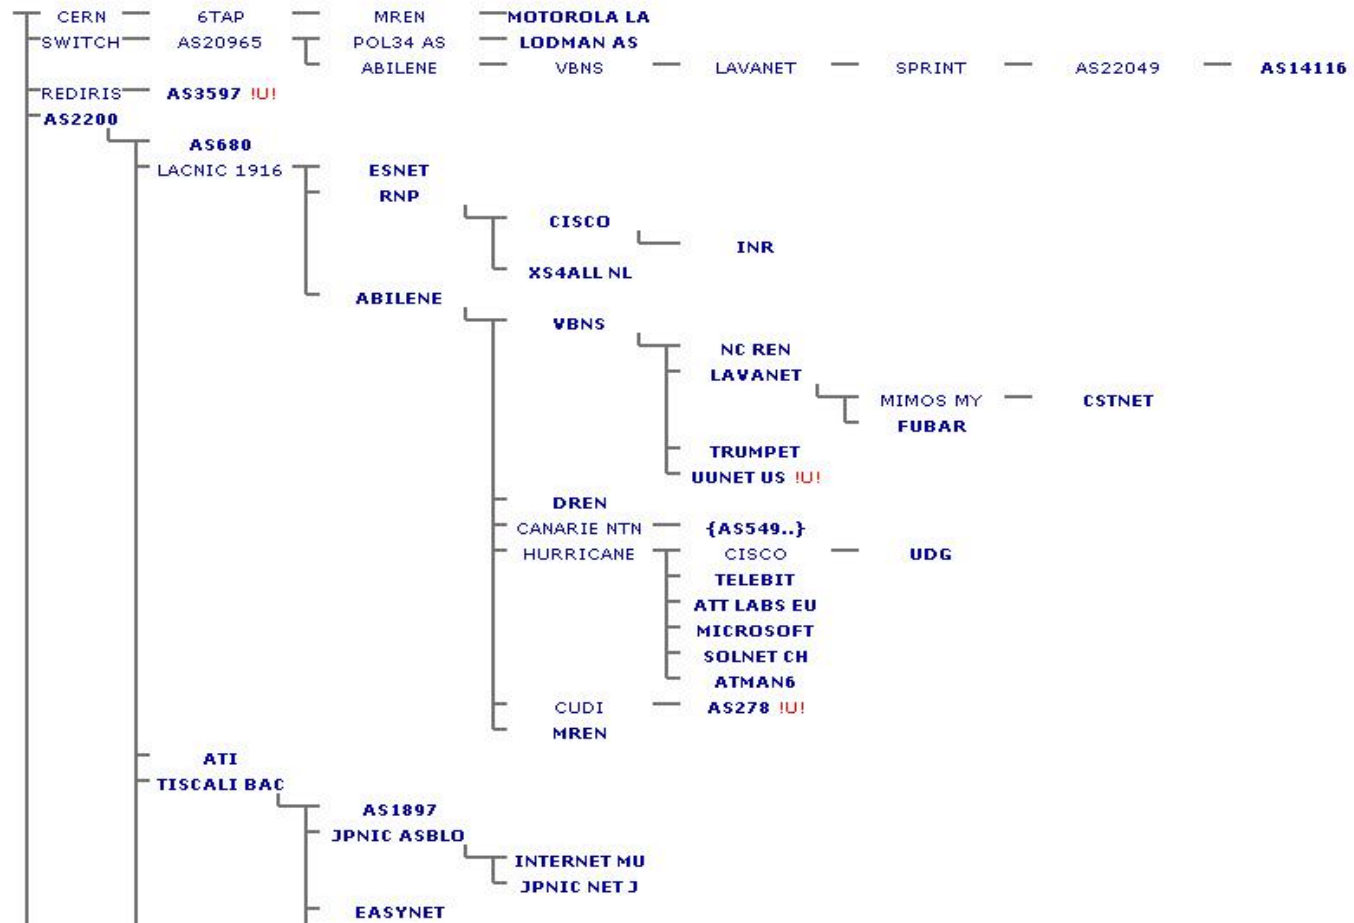 CERN 6TAP MREN MOTOROLA LA
SWITCH AS20965 POL34 AS LODMAN AS
ABILENE VBNS LAVANET SPRINT AS22049 AS14116
REDIRIS AS3597 !U!
AS2200
AS680
LACNIC 1916 ESNET
RNP
CISCO
INR
XS4ALL NL
ABILENE
VBNS
NC REN
LAVANET
MIMOS MY CSTNET
FUBAR
TRUMPET
UUNET US !U!
DREN
CANARIE NTN {AS549..}
HURRICANE CISCO UDG
TELEBIT
ATT LABS EU
MICROSOFT
SOLNET CH
ATMAN6
CUDI AS278 !U!
MREN
ATI
TISCALI BAC
AS1897
JPNIC ASBLO
INTERNET MU
JPNIC NET J
EASYNET